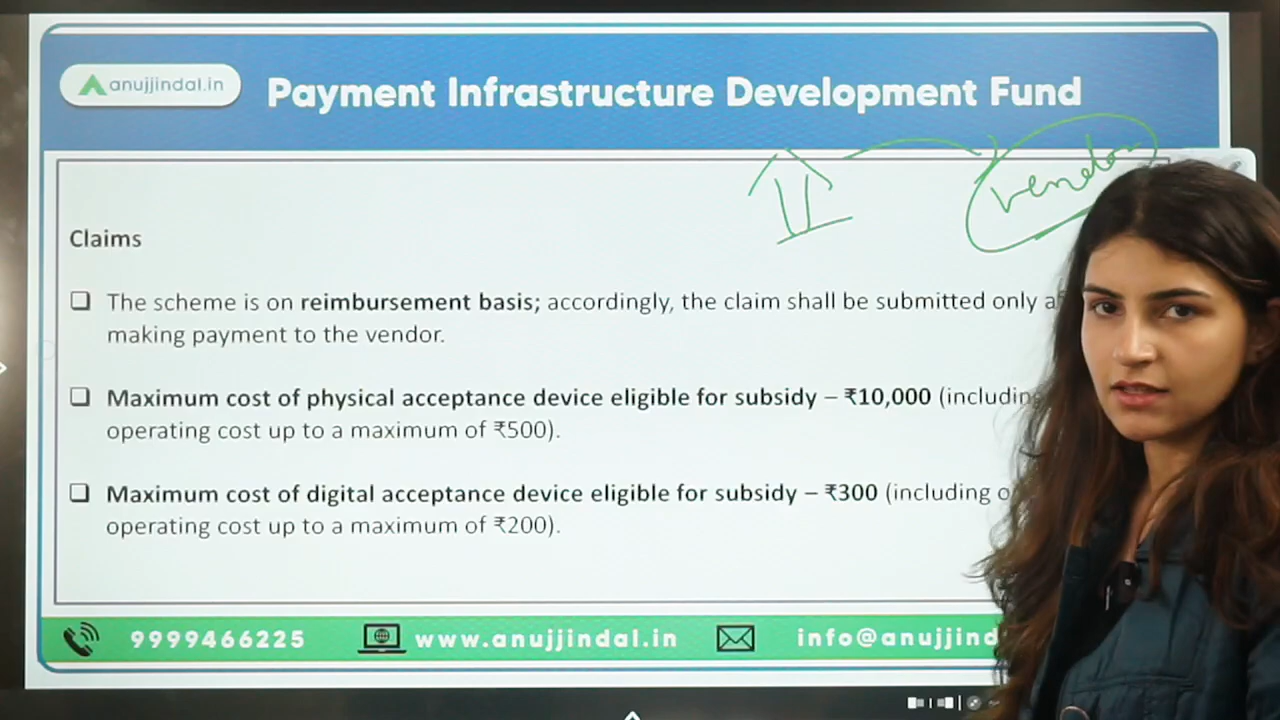 anujjindal.in
Payment Infrastructure Development Fund
vendor
Claims
The scheme is on reimbursement basis; accordingly, the claim shall be submitted only
making payment to the vendor.
Maximum cost of physical acceptance device eligible for subsidy – ₹10,000 (including
operating cost up to a maximum of ₹500).
Maximum cost of digital acceptance device eligible for subsidy – ₹300 (including
operating cost up to a maximum of ₹200).
9999466225 www.anujjindal.in info@anujjind